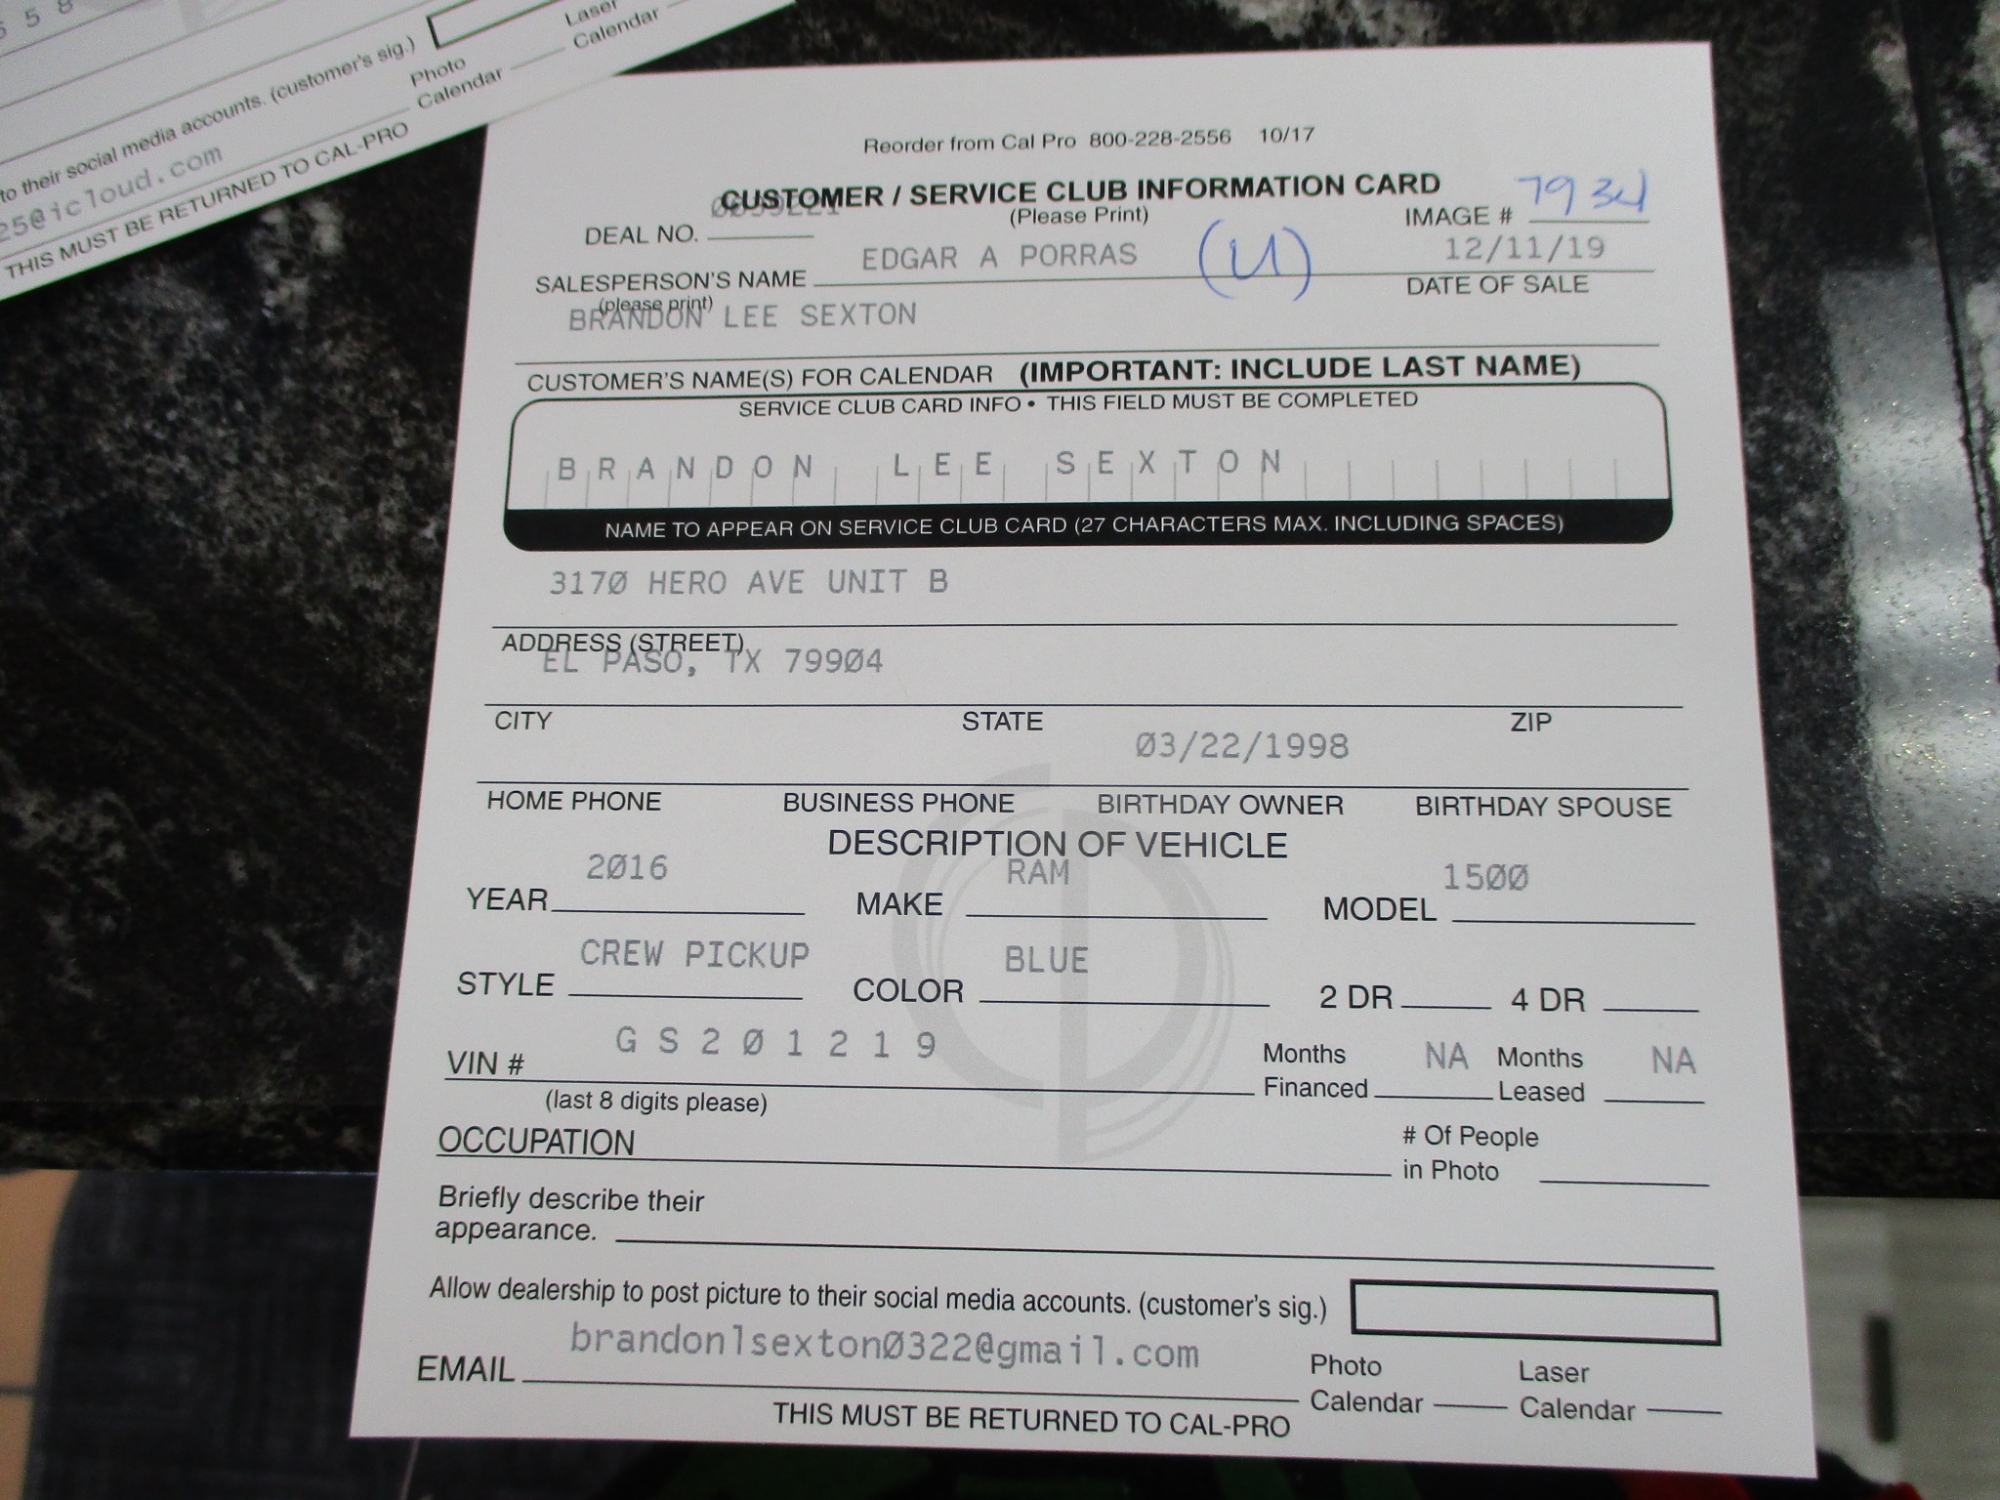 5 5 8
to their social media accounts. (customer's sig.)
Photo
Calendar
Laser
Calendar
25@icloud.com
THIS MUST BE RETURNED TO CAL-PRO
Reorder from Cal Pro 800-228-2556 10/17
CUSTOMER / SERVICE CLUB INFORMATION CARD
(Please Print)
IMAGE # 7934
DEAL NO.
EDGAR A PORRAS (U) 12/11/19
SALESPERSON'S NAME DATE OF SALE
(please print)
BRANDON LEE SEXTON
CUSTOMER'S NAME(S) FOR CALENDAR (IMPORTANT: INCLUDE LAST NAME)
SERVICE CLUB CARD INFO • THIS FIELD MUST BE COMPLETED
BRANDON LEE SEXTON
NAME TO APPEAR ON SERVICE CLUB CARD (27 CHARACTERS MAX. INCLUDING SPACES)
3170 HERO AVE UNIT B
ADDRESS (STREET)
EL PASO, TX 79904
CITY STATE ZIP
03/22/1998
HOME PHONE BUSINESS PHONE BIRTHDAY OWNER BIRTHDAY SPOUSE
DESCRIPTION OF VEHICLE
2016 RAM 1500
YEAR MAKE MODEL
CREW PICKUP BLUE
STYLE COLOR 2 DR 4 DR
GS201219
VIN # Months Financed NA Months Leased NA
(last 8 digits please)
OCCUPATION # Of People in Photo
Briefly describe their
appearance.
Allow dealership to post picture to their social media accounts. (customer's sig.)
brandonlsexton0322@gmail.com
EMAIL Photo Calendar Laser Calendar
THIS MUST BE RETURNED TO CAL-PRO